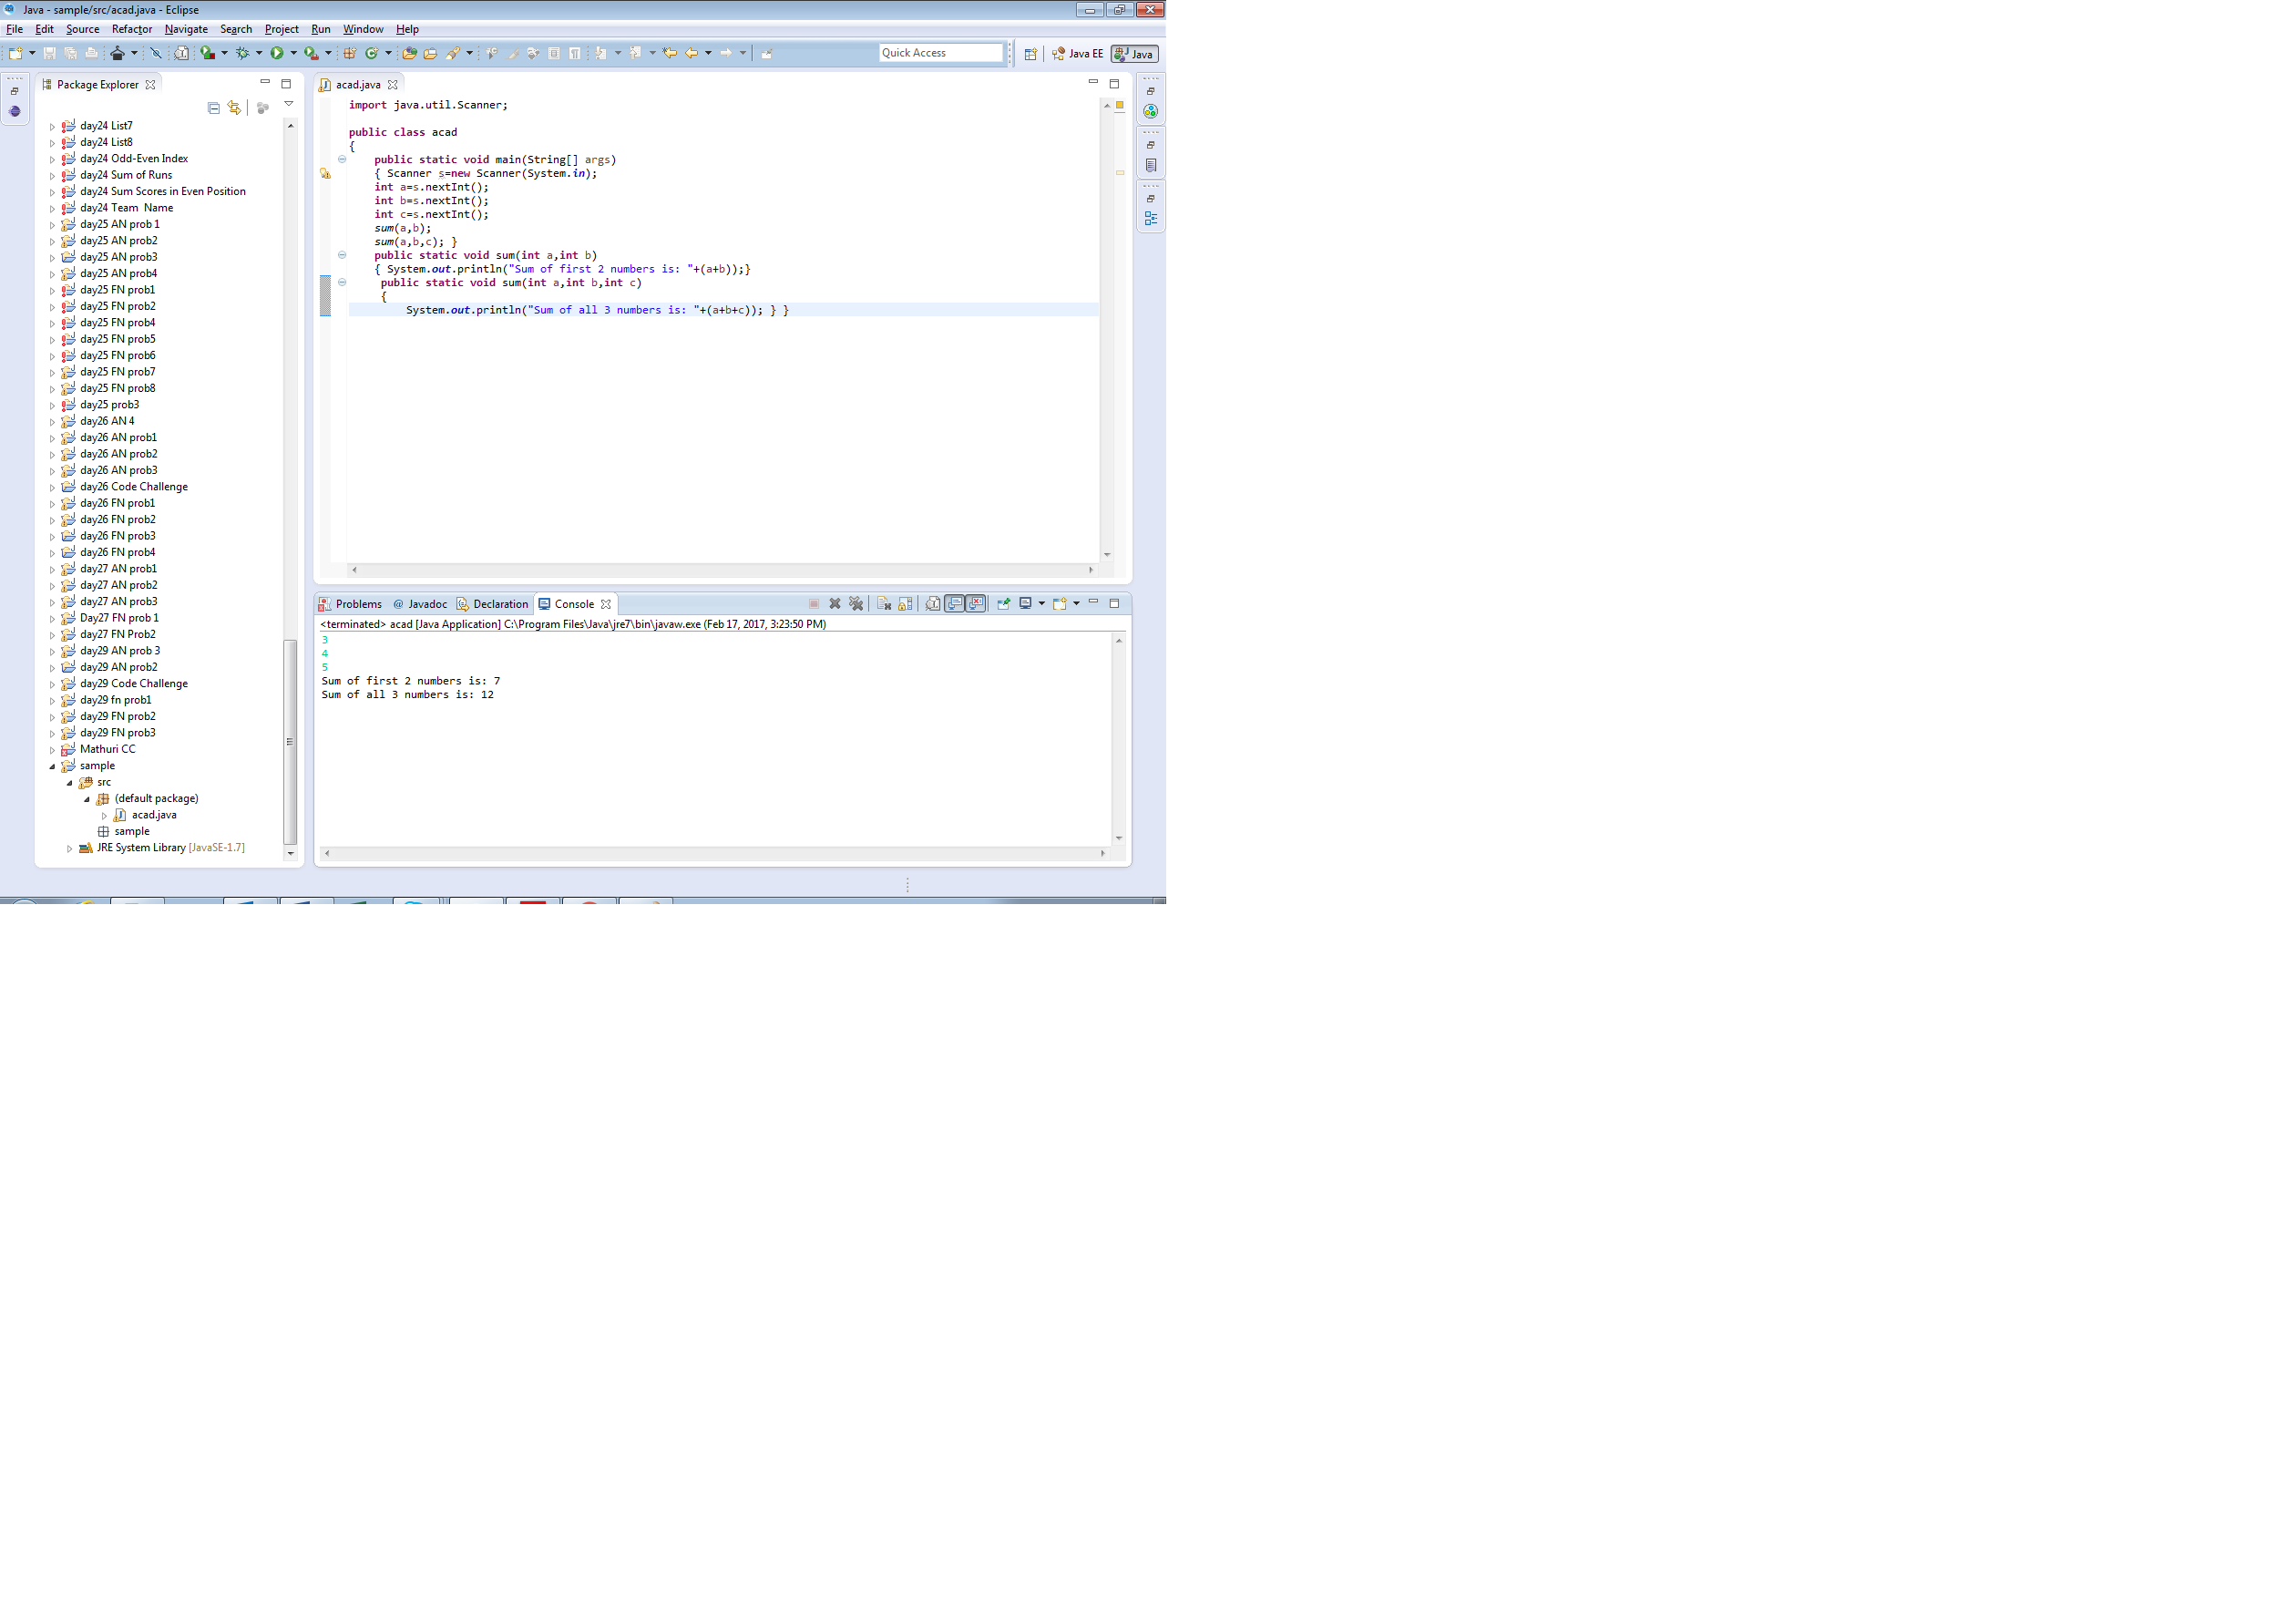 Java - sample/src/acad.java - Eclipse
File Edit Source Refactor Navigate Search Project Run Window Help
Quick Access
Java EE
Java
Package Explorer
day24 List7
day24 List8
day24 Odd-Even Index
day24 Sum of Runs
day24 Sum Scores in Even Position
day24 Team  Name
day25 AN prob 1
day25 AN prob2
day25 AN prob3
day25 AN prob4
day25 FN prob1
day25 FN prob2
day25 FN prob4
day25 FN prob5
day25 FN prob6
day25 FN prob7
day25 FN prob8
day25 prob3
day26 AN 4
day26 AN prob1
day26 AN prob2
day26 AN prob3
day26 Code Challenge
day26 FN prob1
day26 FN prob2
day26 FN prob3
day26 FN prob4
day27 AN prob1
day27 AN prob2
day27 AN prob3
Day27 FN prob 1
day27 FN Prob2
day29 AN prob 3
day29 AN prob2
day29 Code Challenge
day29 fn prob1
day29 FN prob2
day29 FN prob3
Mathuri CC
sample
src
(default package)
acad.java
sample
JRE System Library [JavaSE-1.7]
acad.java
import java.util.Scanner;
public class acad
{
public static void main(String[] args)
{ Scanner s=new Scanner(System.in);
int a=s.nextInt();
int b=s.nextInt();
int c=s.nextInt();
sum(a,b);
sum(a,b,c); }
public static void sum(int a,int b)
{ System.out.println("Sum of first 2 numbers is: "+(a+b));}
public static void sum(int a,int b,int c)
{
System.out.println("Sum of all 3 numbers is: "+(a+b+c)); } }
Problems @ Javadoc Declaration Console
<terminated> acad [Java Application] C:\Program Files\Java\jre7\bin\javaw.exe (Feb 17, 2017, 3:23:50 PM)
3
4
5
Sum of first 2 numbers is: 7
Sum of all 3 numbers is: 12